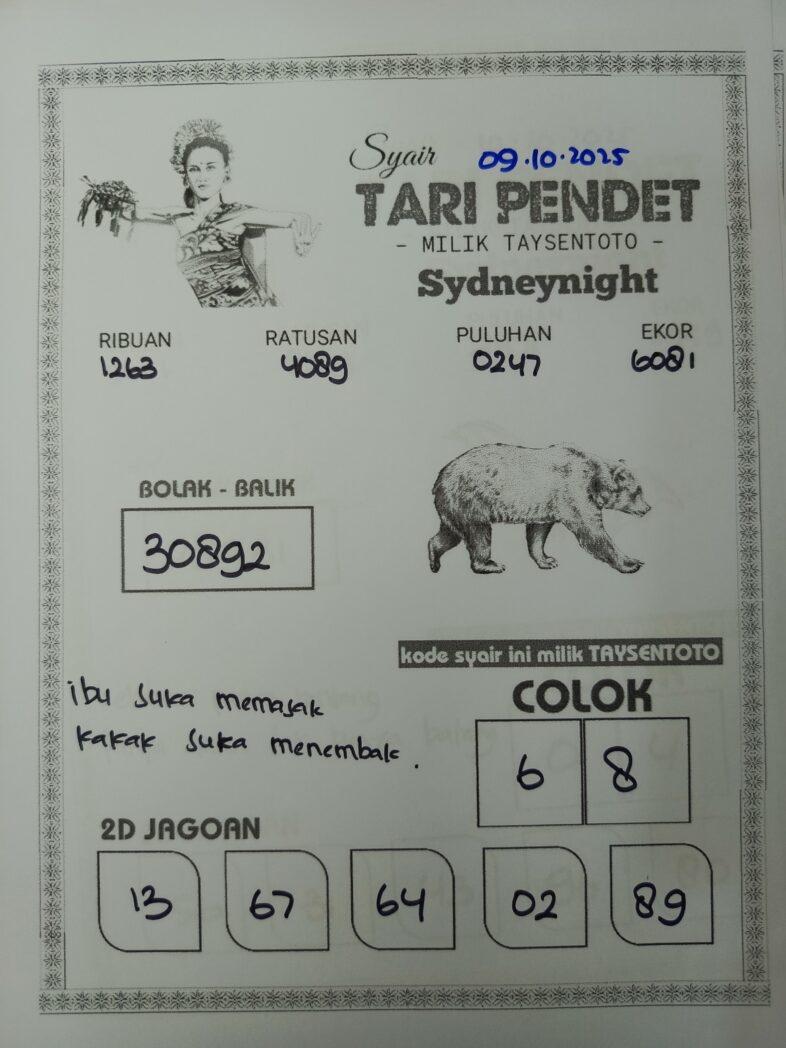 Syair 09.10.2025
TARI PENDET
- MILIK TAYSENTOTO -
Sydneynight
RIBUAN RATUSAN PULUHAN EKOR
1263 4089 0247 6081
BOLAK - BALIK
30892
kode syair ini milik TAYSENTOTO
ibu suka memasak
kakak suka menembak.
COLOK
6 8
2D JAGOAN
13 67 64 02 89